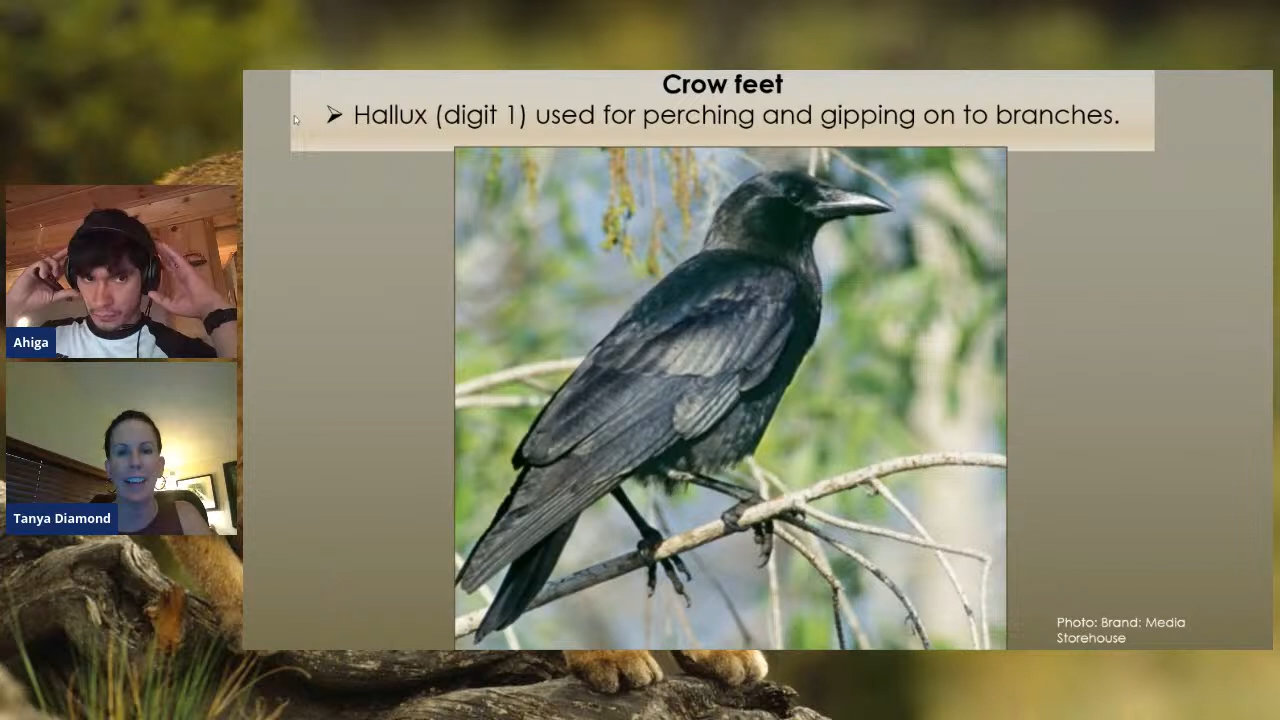 Crow feet
➢ Hallux (digit 1) used for perching and gipping on to branches.
Ahiga
Tanya Diamond
Photo: Brand: Media
Storehouse